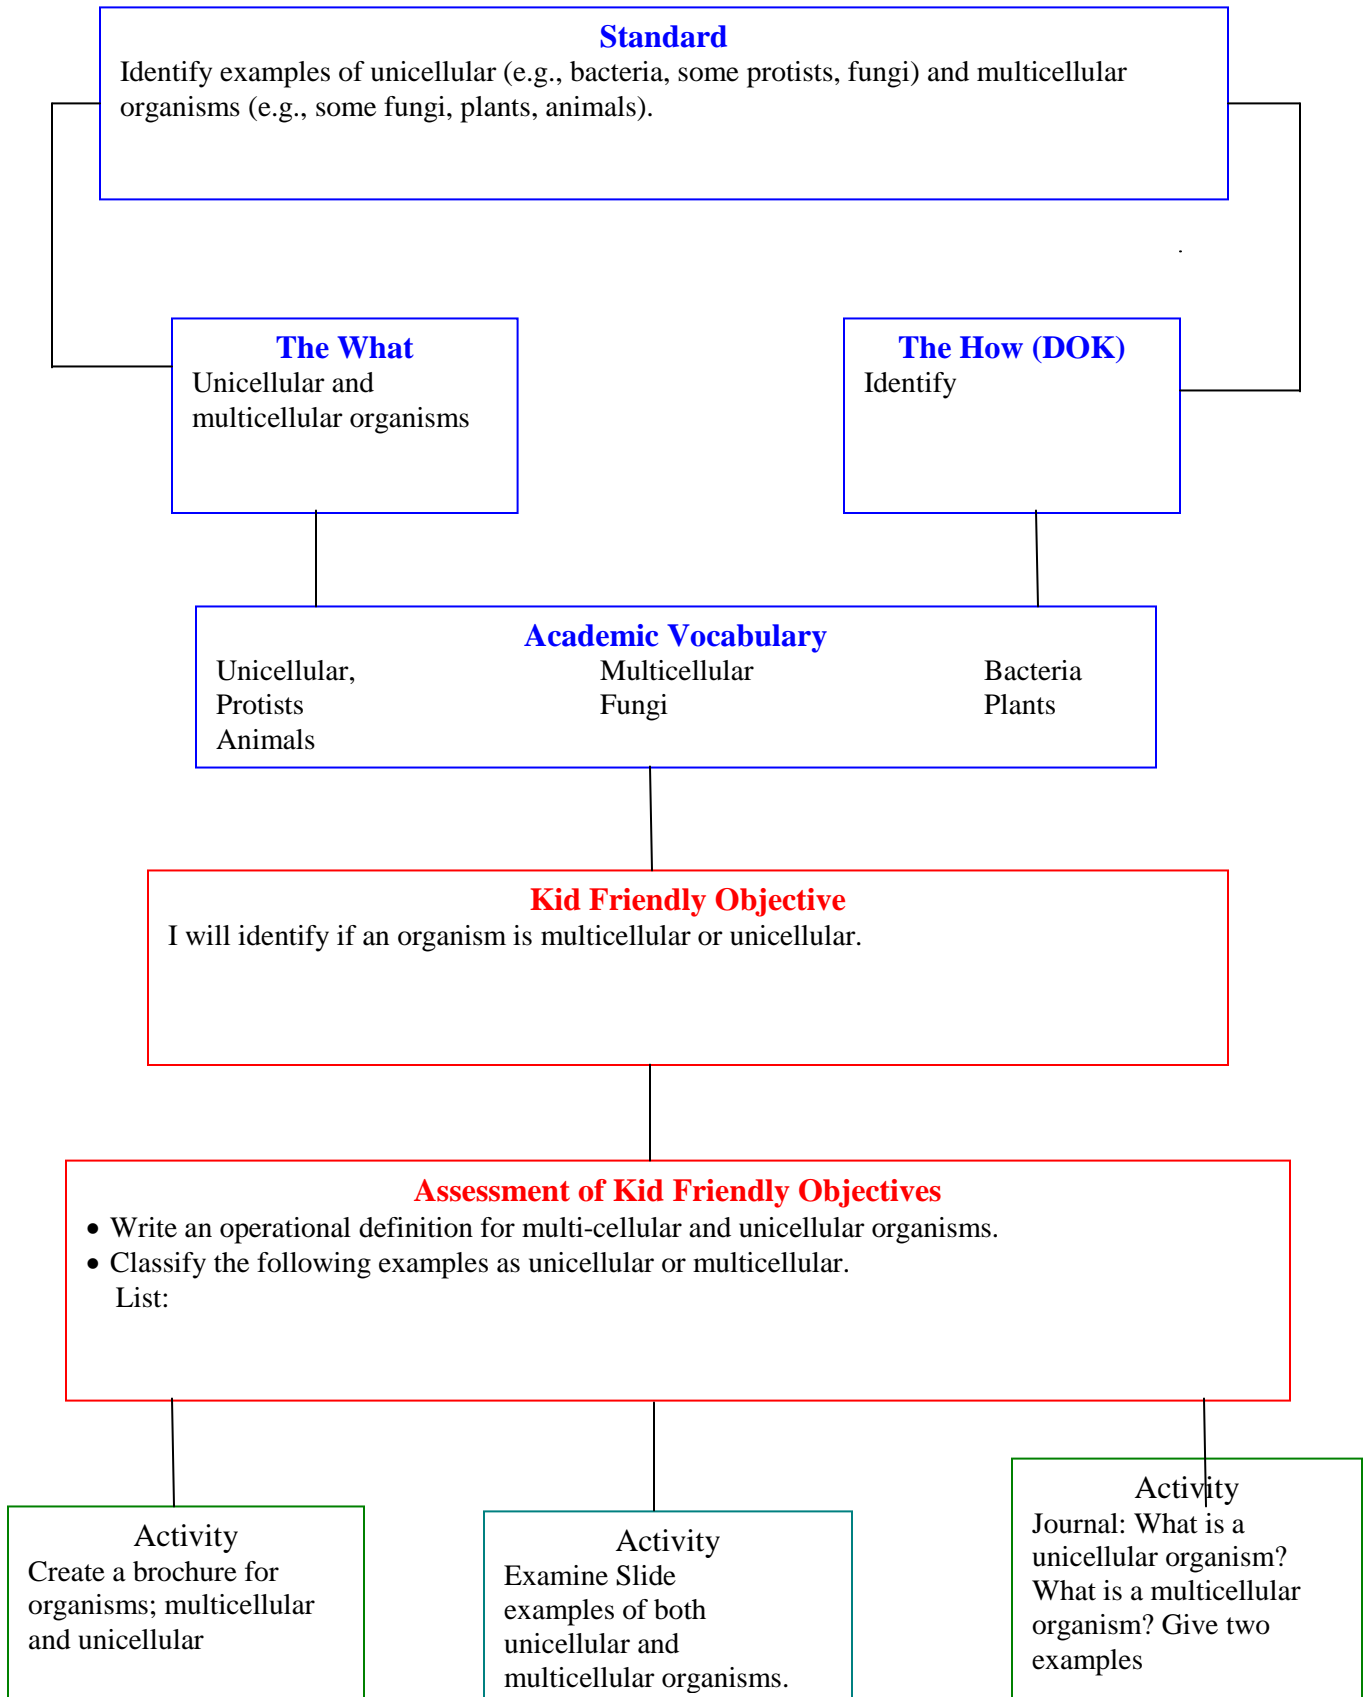 Standard
Identify examples of unicellular (e.g., bacteria, some protists, fungi) and multicellular
organisms (e.g., some fungi, plants, animals).
The What
Unicellular and
multicellular organisms
The How (DOK)
Identify
Academic Vocabulary
Unicellular, Multicellular Bacteria
Protists Fungi Plants
Animals
Kid Friendly Objective
I will identify if an organism is multicellular or unicellular.
Assessment of Kid Friendly Objectives
• Write an operational definition for multi-cellular and unicellular organisms.
• Classify the following examples as unicellular or multicellular.
List:
Activity
Create a brochure for
organisms; multicellular
and unicellular
Activity
Examine Slide
examples of both
unicellular and
multicellular organisms.
Activity
Journal: What is a
unicellular organism?
What is a multicellular
organism? Give two
examples